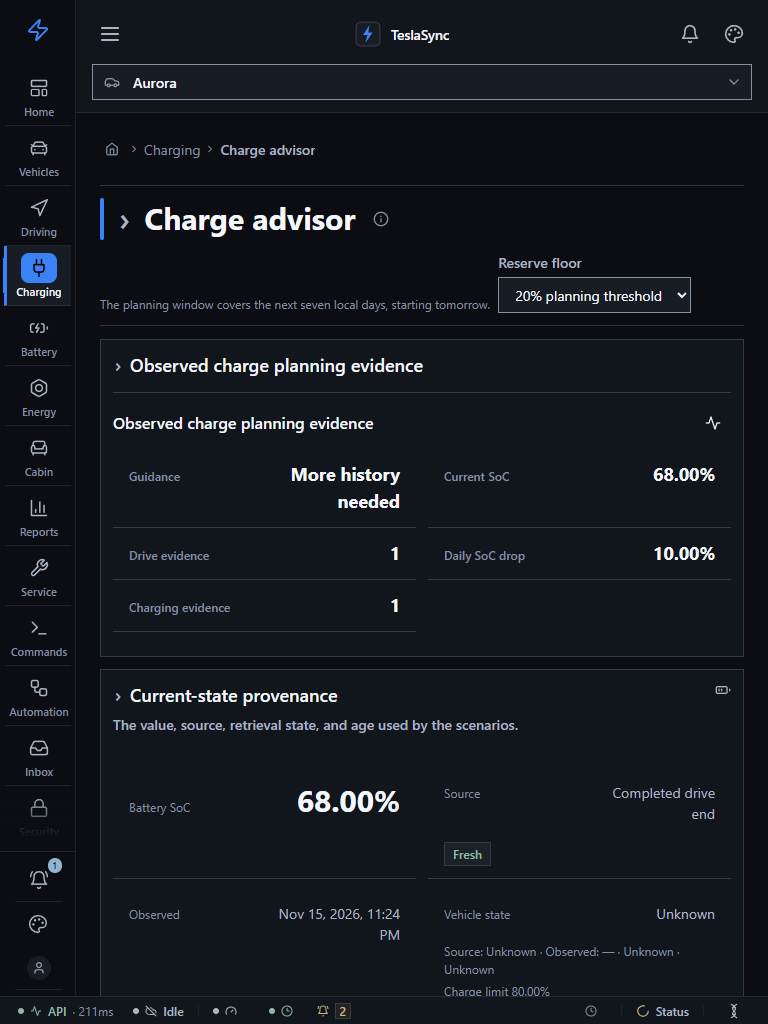 TeslaSync
Aurora
Home
Vehicles
Driving
Charging
Battery
Energy
Cabin
Reports
Service
Commands
Automation
Inbox
Security
1
Charging
Charge advisor
Charge advisor
Reserve floor
The planning window covers the next seven local days, starting tomorrow.
20% planning threshold
Observed charge planning evidence
Observed charge planning evidence
Guidance
More history
needed
Current SoC
68.00%
Drive evidence
1
Daily SoC drop
10.00%
Charging evidence
1
Current-state provenance
The value, source, retrieval state, and age used by the scenarios.
Battery SoC
68.00%
Source
Completed drive
end
Fresh
Observed
Nov 15, 2026, 11:24
PM
Vehicle state
Unknown
Source: Unknown · Observed: — · Unknown ·
Unknown
Charge limit 80.00%
API · 211ms
Idle
2
Status